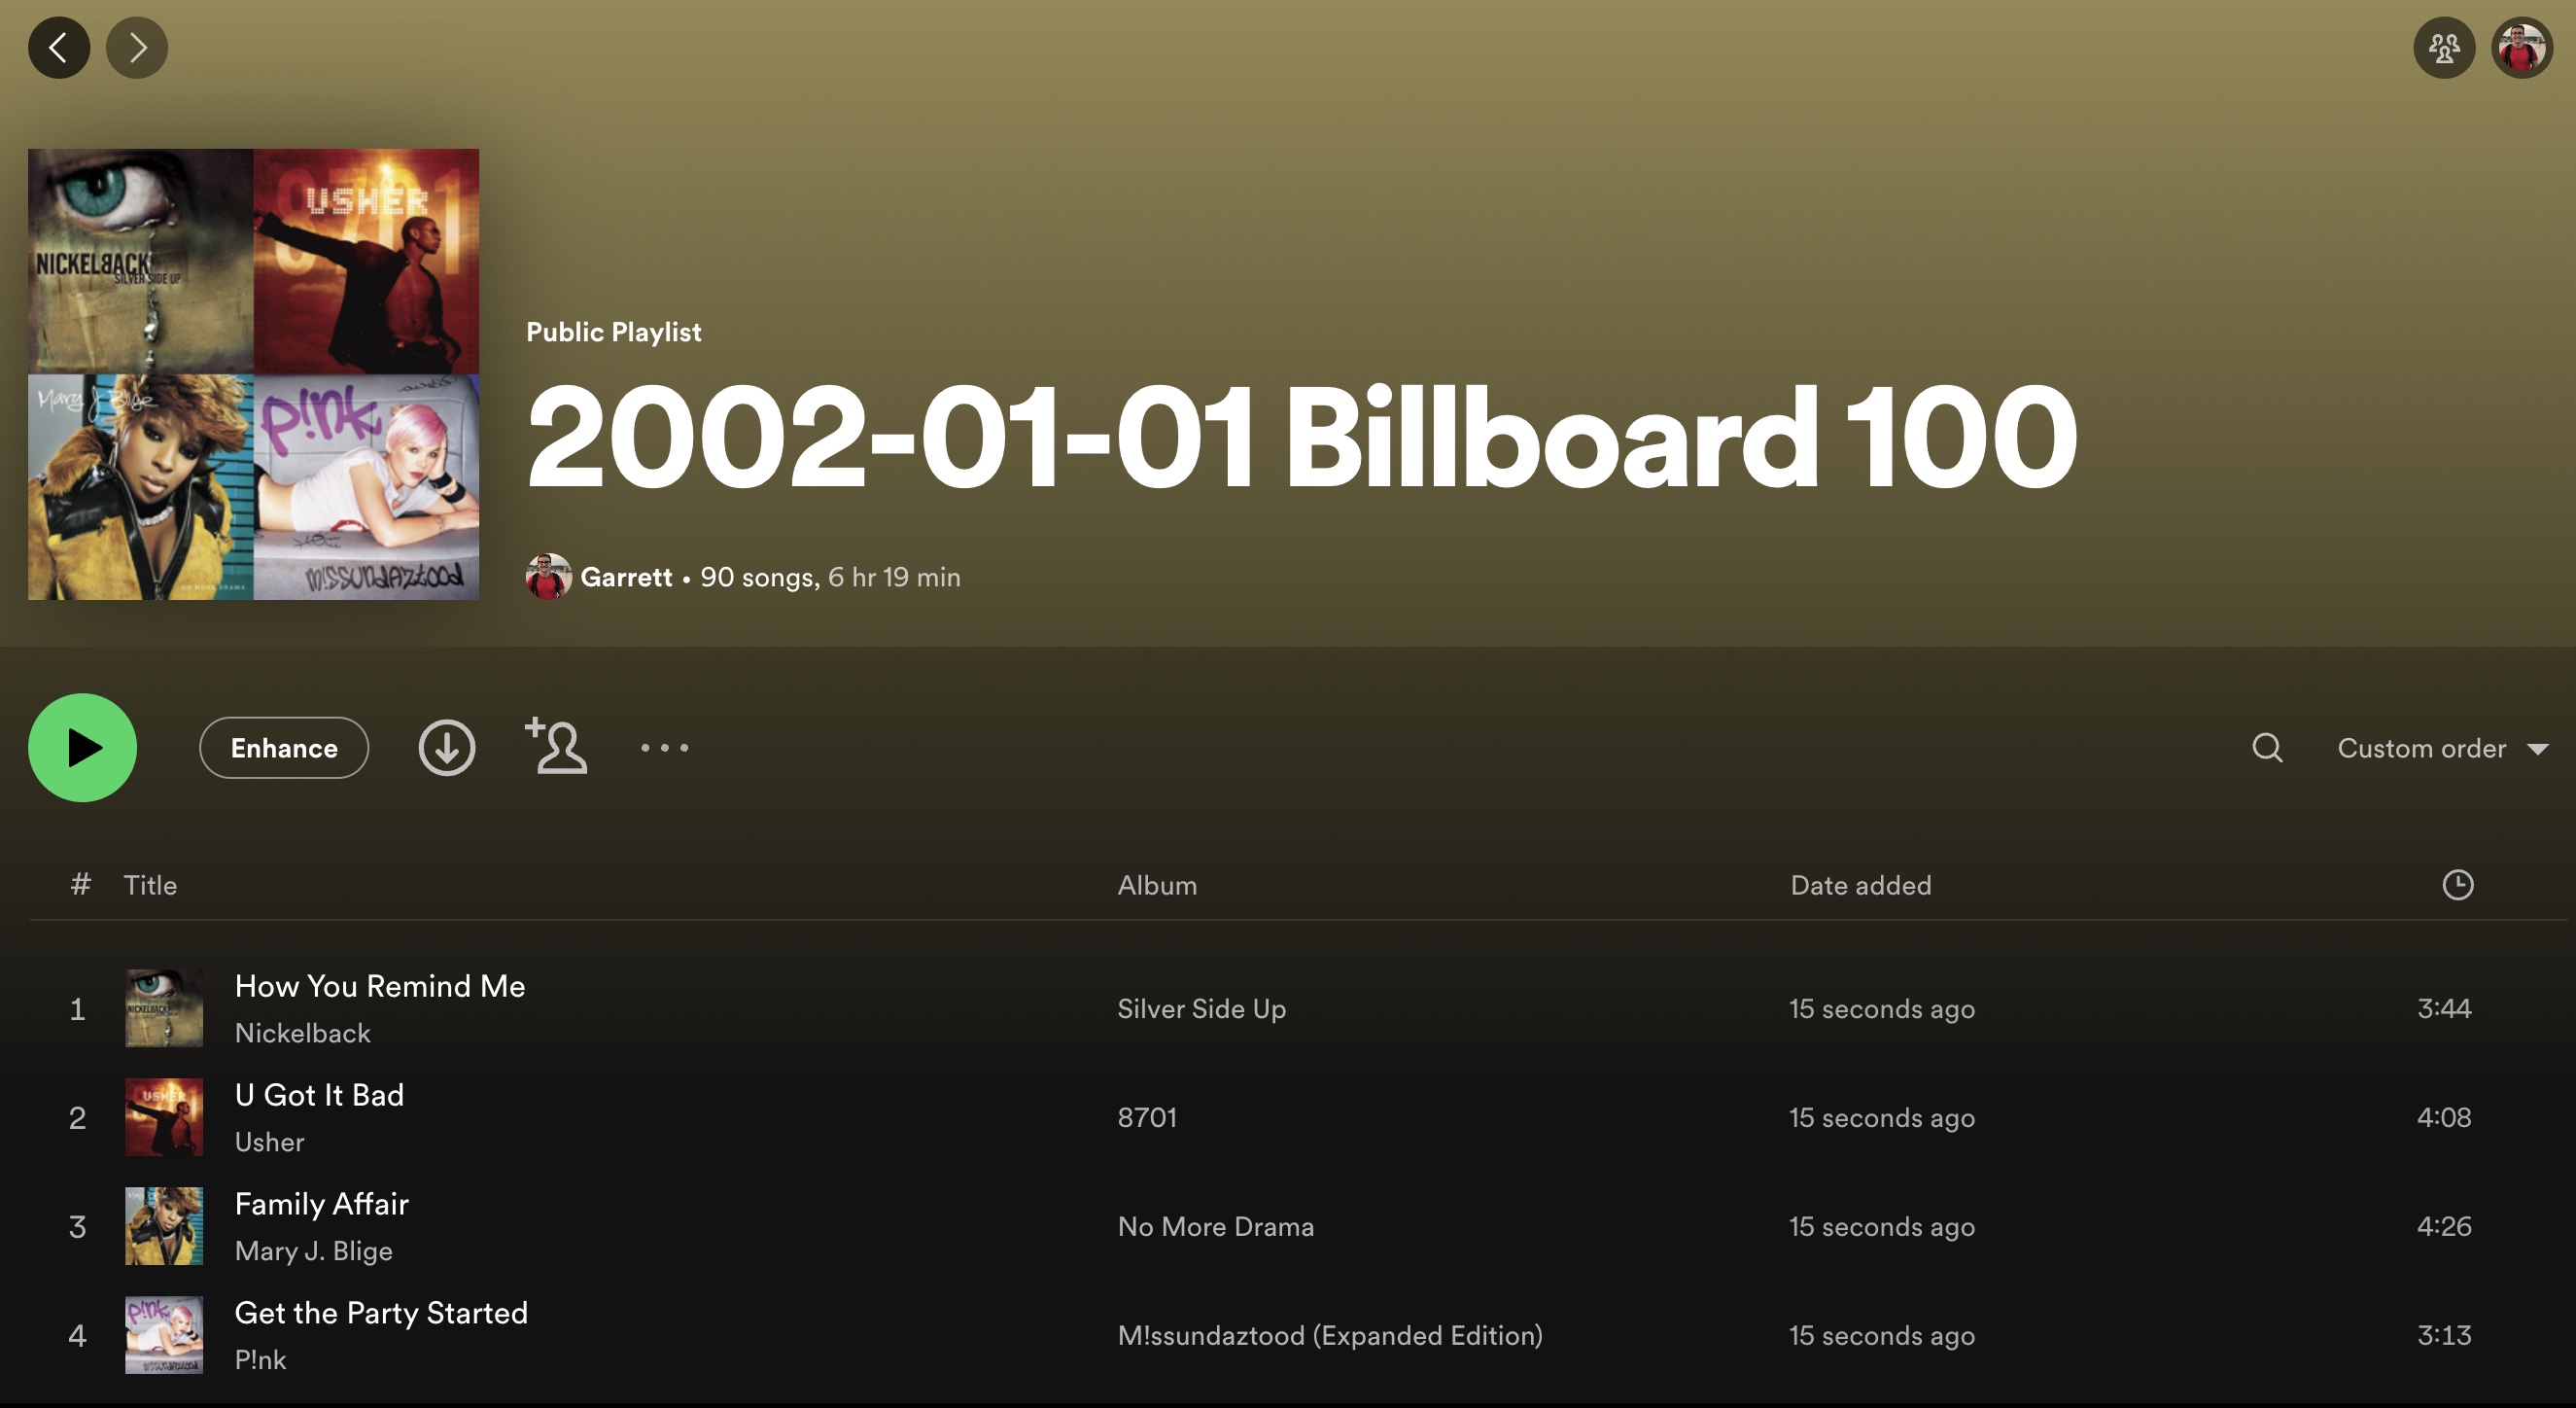 NICKELBACK
SILVER SIDE UP
8701
USHER
Mary J Blige
P!nk
NO MORE DRAMA
M!SSUNDAZTOOD
Public Playlist
2002-01-01 Billboard 100
Garrett • 90 songs, 6 hr 19 min
Enhance
Custom order
# Title Album Date added
1 How You Remind Me Silver Side Up 15 seconds ago 3:44
Nickelback
2 U Got It Bad 8701 15 seconds ago 4:08
Usher
3 Family Affair No More Drama 15 seconds ago 4:26
Mary J. Blige
4 Get the Party Started M!ssundaztood (Expanded Edition) 15 seconds ago 3:13
P!nk